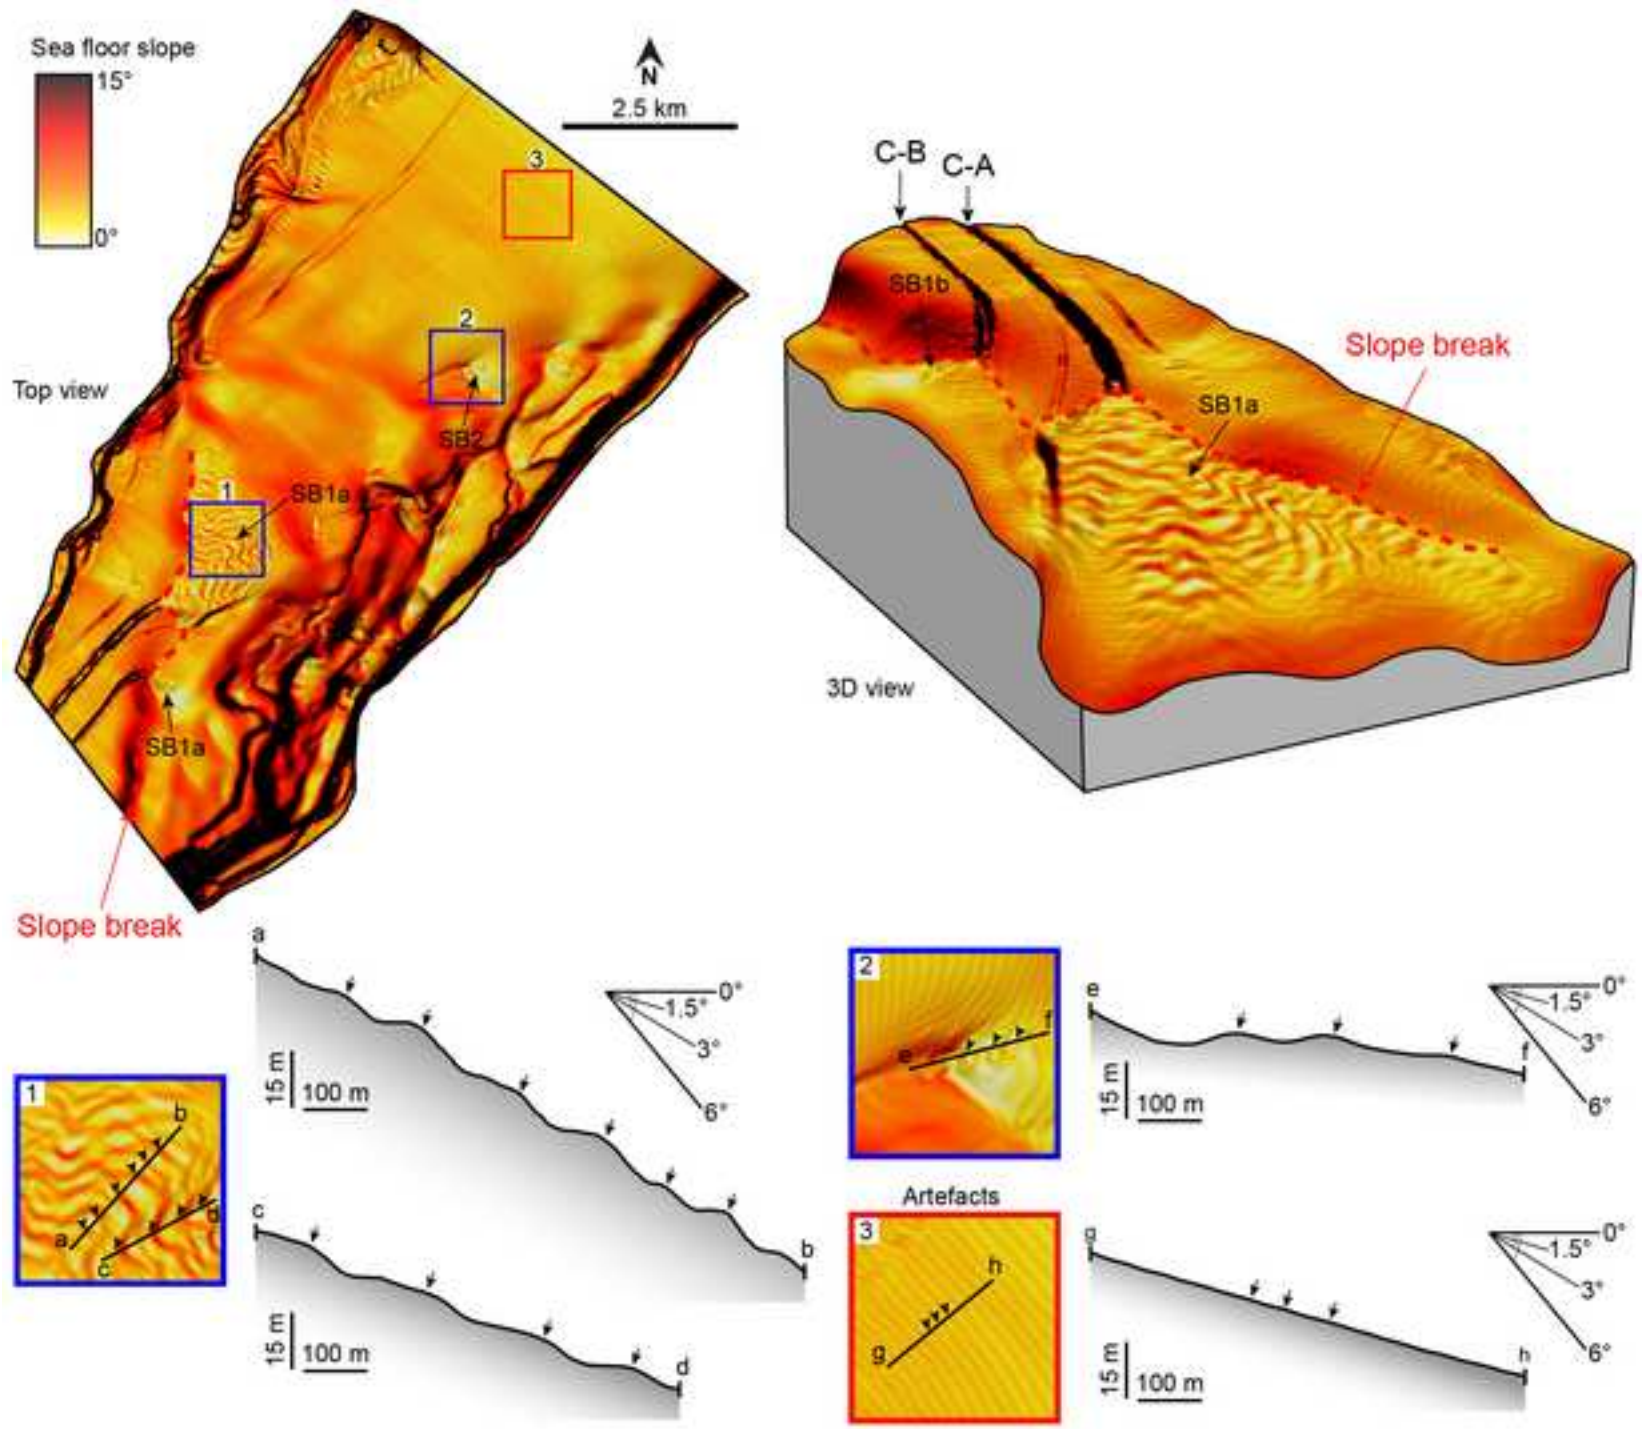 Sea floor slope
15°
0°
N
2.5 km
3
2
SB2
Top view
1
SB1a
SB1a
Slope break
C-B
C-A
SB1b
Slope break
SB1a
3D view
a
0°
1.5°
3°
6°
15 m
100 m
b
1
b
a
d
c
c
15 m
100 m
d
2
e
f
e
0°
1.5°
3°
6°
15 m
100 m
f
Artefacts
3
h
g
g
0°
1.5°
3°
6°
15 m
100 m
h